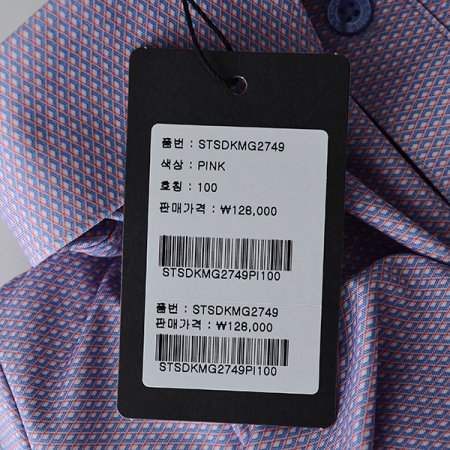 품번 : STSDKMG2749
색상 : PINK
호칭 : 100
판매가격 : ₩128,000
STSDKMG2749PI100
품번 : STSDKMG2749
판매가격 : ₩128,000
STSDKMG2749PI100